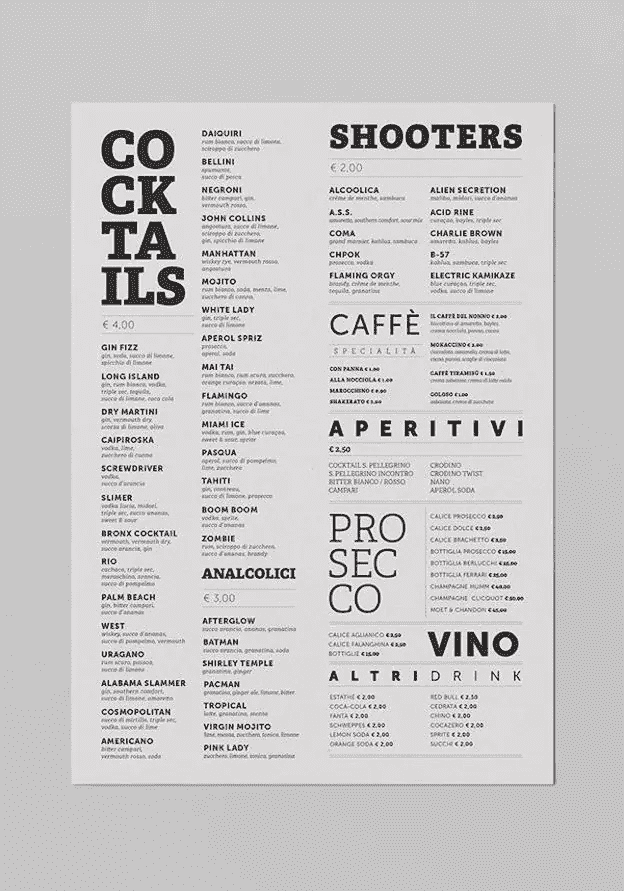 CO
CK
TA
ILS
€ 4,00
GIN FIZZ
gin, soda, succo di limone,
spicchio di limone
LONG ISLAND
gin, rum bianco, vodka,
triple sec, tequila,
succo di limone, coca cola
DRY MARTINI
gin, vermouth dry,
scorza di limone, oliva
CAIPIROSKA
vodka, lime,
zucchero di canna
SCREWDRIVER
vodka,
succo d'arancia
SLIMER
vodka liscia, midori,
triple sec, succo ananas,
sweet & sour
BRONX COCKTAIL
vermouth, vermouth dry,
succo arancia, gin
RIO
cachaca, triple sec,
maraschino, arancia,
succo di pompelmo
PALM BEACH
gin, bitter campari,
succo d'ananas
WEST
wiskey, succo d'ananas,
succo di pompelmo, vermouth
URAGANO
rum scuro, passoa,
succo di limone
ALABAMA SLAMMER
gin, southern comfort,
succo di limone, amaretto
COSMOPOLITAN
succo di mirtillo, triple sec,
vodka, succo di lime
AMERICANO
bitter campari,
vermouth rosso, soda
DAIQUIRI
rum bianco, succo di limone,
sciroppo di zucchero
BELLINI
spumante,
succo di pesca
NEGRONI
bitter campari, gin,
vermouth rosso,
JOHN COLLINS
angostura, succo di limone,
sciroppo di zucchero,
gin, spicchio di limone
MANHATTAN
wiskey rye, vermouth rosso,
angostura
MOJITO
rum bianco, soda, menta, lime,
zucchero di canna,
WHITE LADY
gin, triple sec,
succo di limone
APEROL SPRIZ
prosecco,
aperol, soda
MAI TAI
rum bianco, rum scuro, zucchero,
orange curaçao, orzata, lime,
FLAMINGO
rum bianco, succo d'ananas,
granatina, succo di lime
MIAMI ICE
vodka, rum, gin, blue curaçao,
sweet & sour, sprite
PASQUA
aperol, succo di pompelmo,
lime, zucchero
TAHITI
gin, cointreau,
succo di limone, prosecco
BOOM BOOM
vodka, sprite,
succo d'ananas
ZOMBIE
rum, sciroppo di zucchero,
succo d'ananas, brandy
ANALCOLICI
€ 3,00
AFTERGLOW
succo arancia, ananas, granatina
BATMAN
succo arancia, granatina, soda
SHIRLEY TEMPLE
granatina, ginger
PACMAN
granatina, ginger ale, limone, bitter
TROPICAL
latte, granatina, menta
VIRGIN MOJITO
lime, menta, zucchero, tonica, limone
PINK LADY
zucchero, limone, tonica, granatina
SHOOTERS
€ 2,00
ALCOOLICA
crème de menthe, sambuca
A.S.S.
amaretto, southern comfort, sour mix
COMA
grand marnier, kahlua, sambuca
CHPOK
prosecco, vodka
FLAMING ORGY
brandy, crème de menthe,
tequila, granatina
ALIEN SECRETION
malibu, midori, succo d'ananas
ACID RINE
curaçao, bayles, triple sec
CHARLIE BROWN
amaretto, kahlua, bayles
B-57
kahlua, sambuca, triple sec
ELECTRIC KAMIKAZE
blue curaçao, triple sec,
vodka, succo di limone
CAFFÈ
SPECIALITÀ
CON PANNA € 1,00
ALLA NOCCIOLA € 1,00
MAROCCHINO € 0,90
SHAKERATO € 2,00
IL CAFFÈ DEL NONNO € 2,00
biscottino di amaretto, bayles,
crema nocciola, panna, cacao
MOKACCINO € 2,00
cioccolato, caramello, crema di latte,
crema panna, scaglie di cioccolato
CAFFÈ TIRAMISÙ € 1,50
crema zabaione, crema di latte caldo
GOLOSO € 1,00
zabaione, crema di zucchero
APERITIVI
€ 2,50
COCKTAIL S. PELLEGRINO
S. PELLEGRINO INCONTRO
BITTER BIANCO / ROSSO
CAMPARI
CRODINO
CRODINO TWIST
NANO
APEROL SODA
PRO
SEC
CO
CALICE PROSECCO € 2,50
CALICE DOLCE € 2,50
CALICE BRACHETTO € 2,50
BOTTIGLIA PROSECCO € 15,00
BOTTIGLIA BERLUCCHI € 25,00
BOTTIGLIA FERRARI € 25,00
CHAMPAGNE MUMM € 40,00
CHAMPAGNE CLICQUOT € 50,00
MOET & CHANDON € 45,00
CALICE AGLIANICO € 2,50
CALICE FALANGHINA € 2,50
BOTTIGLIE € 15,00
VINO
ALTRIDRINK
ESTATHÈ € 2,00
COCA-COLA € 2,00
FANTA € 2,00
SCHWEPPES € 2,00
LEMON SODA € 2,00
ORANGE SODA € 2,00
RED BULL € 2,50
CEDRATA € 2,00
CHINO € 2,00
COCAZERO € 2,00
SPRITE € 2,00
SUCCHI € 2,00